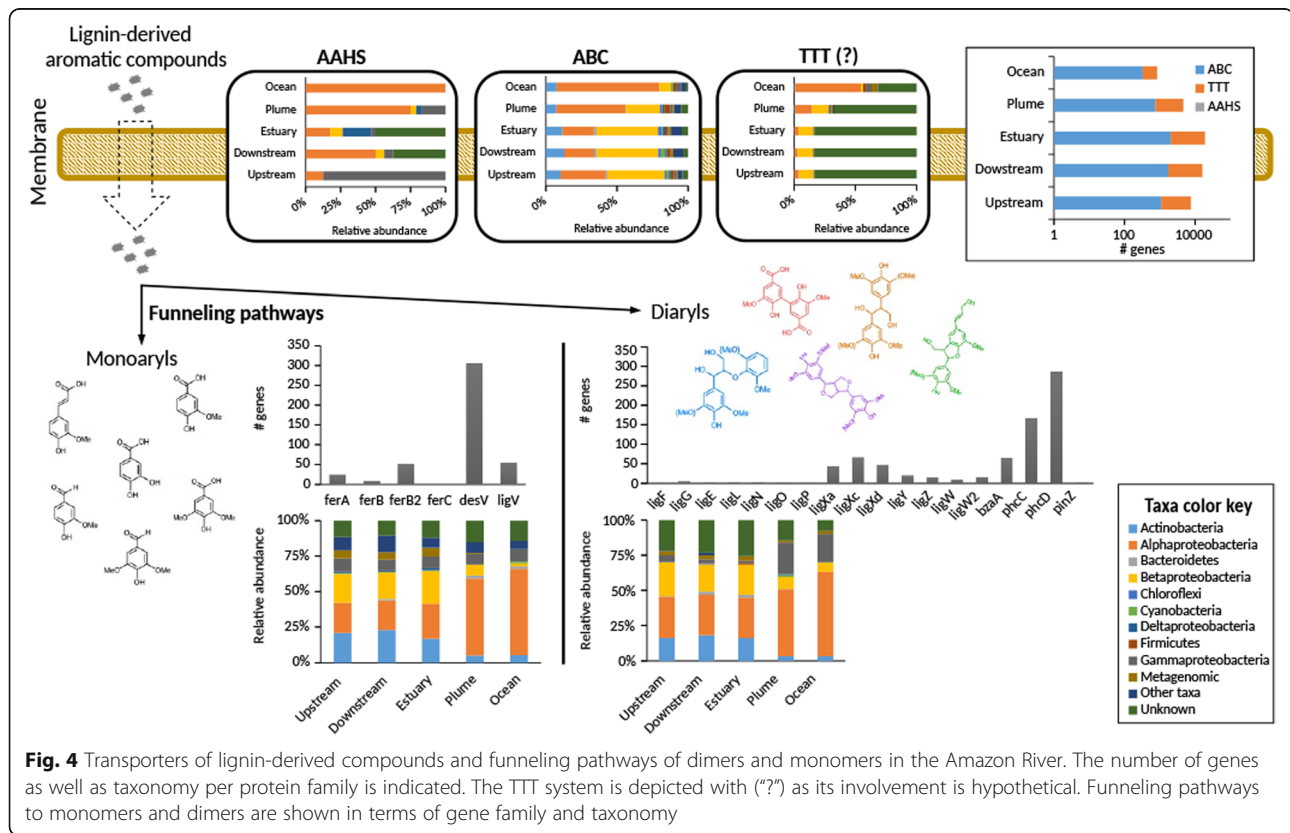 Lignin-derived
aromatic compounds
Membrane
AAHS
Ocean
Plume
Estuary
Downstream
Upstream
0%
25%
50%
75%
100%
Relative abundance
ABC
Ocean
Plume
Estuary
Downstream
Upstream
0%
50%
100%
Relative abundance
TTT (?)
Ocean
Plume
Estuary
Downstream
Upstream
0%
50%
100%
Relative abundance
Ocean
Plume
Estuary
Downstream
Upstream
1
100
10000
# genes
ABC
TTT
AAHS
Funneling pathways
Monoaryls
Diaryls
# genes
350
300
250
200
150
100
50
0
ferA ferB ferB2 ferC desV ligV
Relative abundance
100%
75%
50%
25%
0%
Upstream
Downstream
Estuary
Plume
Ocean
# genes
350
300
250
200
150
100
50
0
ligF ligG ligE ligL ligN ligO ligP ligXa ligXc ligXd ligY ligZ ligW ligW2 bzaA phcC phcD pinZ
Relative abundance
100%
75%
50%
25%
0%
Upstream
Downstream
Estuary
Plume
Ocean
Taxa color key
Actinobacteria
Alphaproteobacteria
Bacteroidetes
Betaproteobacteria
Chloroflexi
Cyanobacteria
Deltaproteobacteria
Firmicutes
Gammaproteobacteria
Metagenomic
Other taxa
Unknown
Fig. 4 Transporters of lignin-derived compounds and funneling pathways of dimers and monomers in the Amazon River. The number of genes
as well as taxonomy per protein family is indicated. The TTT system is depicted with (“?”) as its involvement is hypothetical. Funneling pathways
to monomers and dimers are shown in terms of gene family and taxonomy